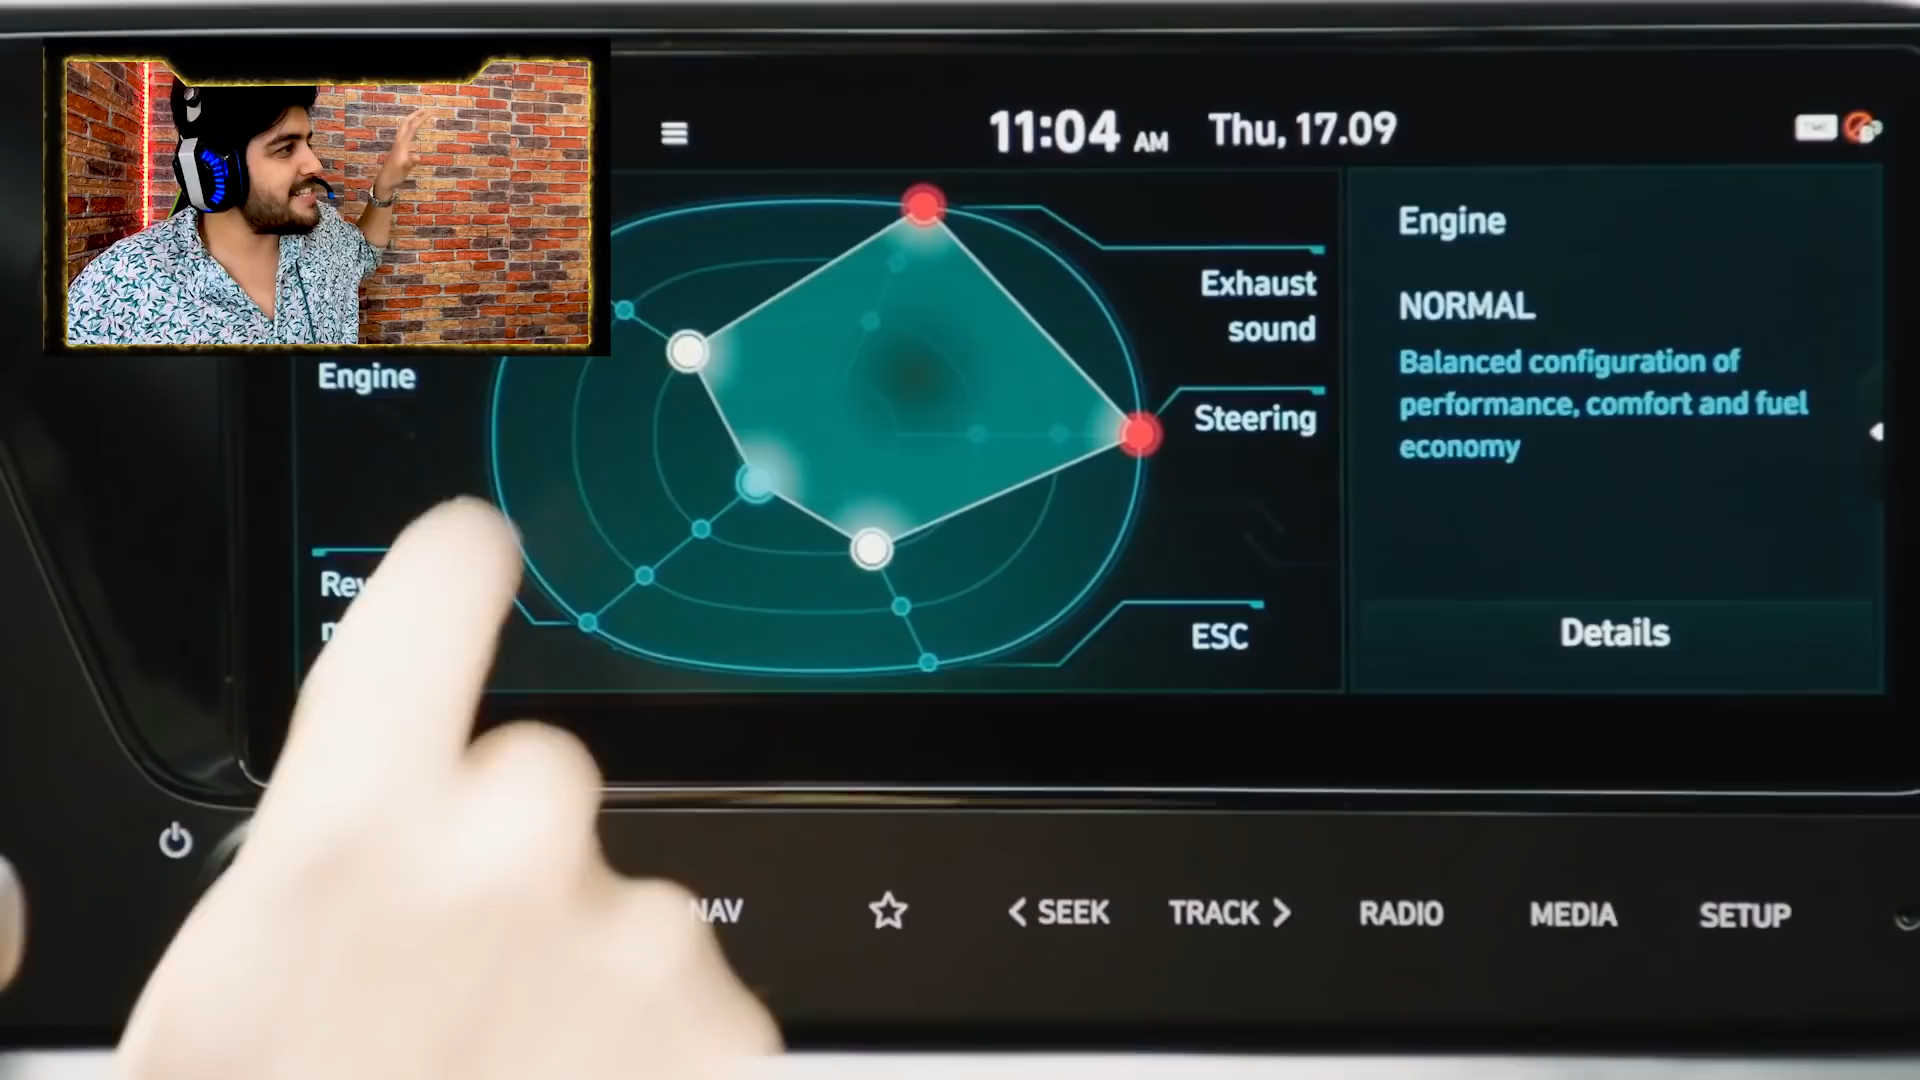 11:04 AM Thu, 17.09
Engine
Exhaust
sound
Steering
ESC
Engine
NORMAL
Balanced configuration of
performance, comfort and fuel
economy
Details
< SEEK
TRACK >
RADIO
MEDIA
SETUP